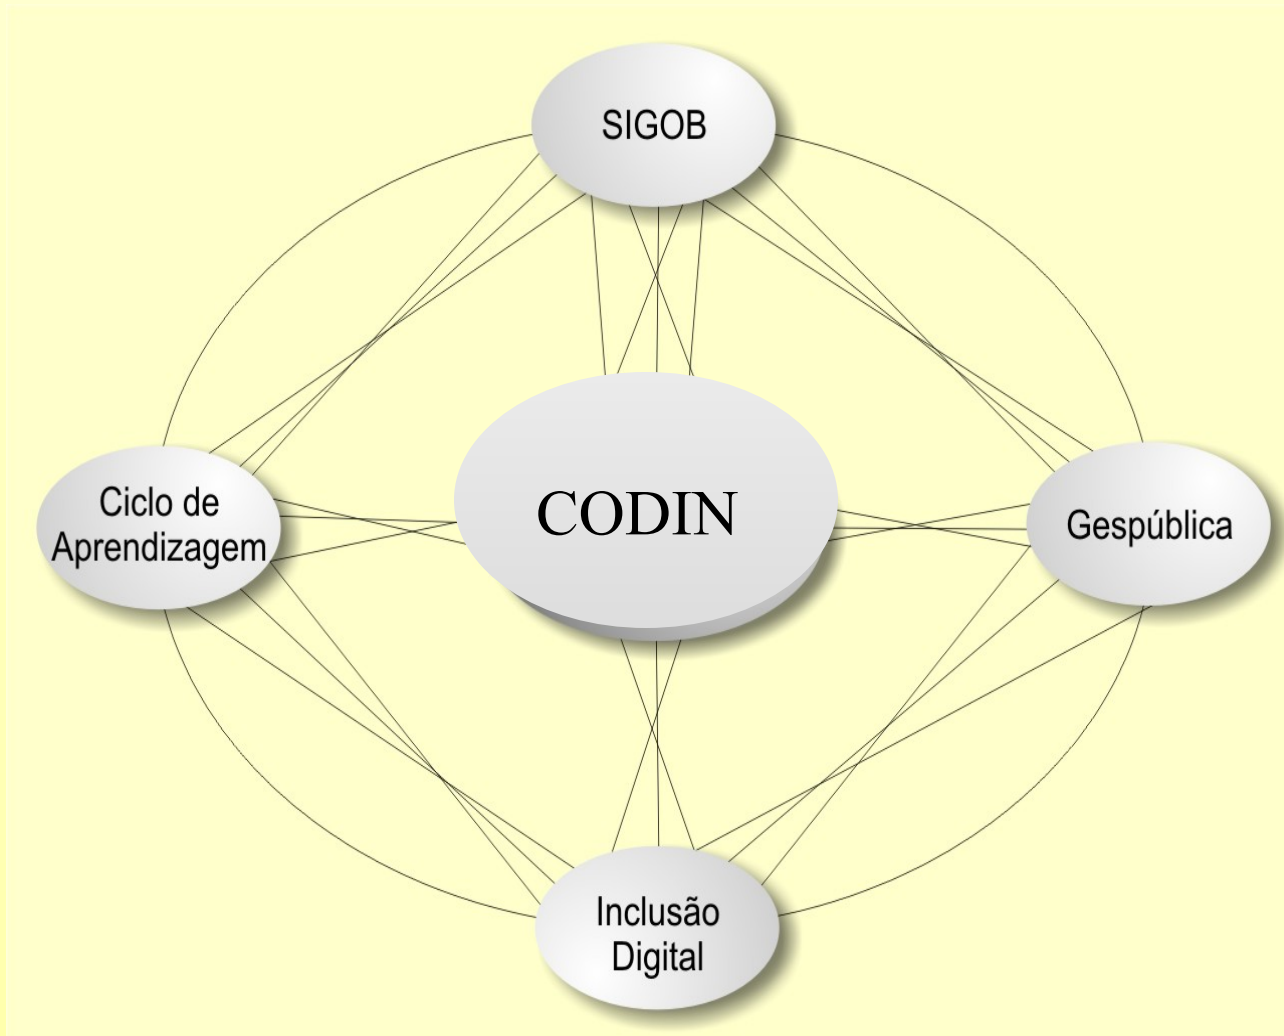 SIGOB
Ciclo de
Aprendizagem
CODIN
Gespública
Inclusão
Digital